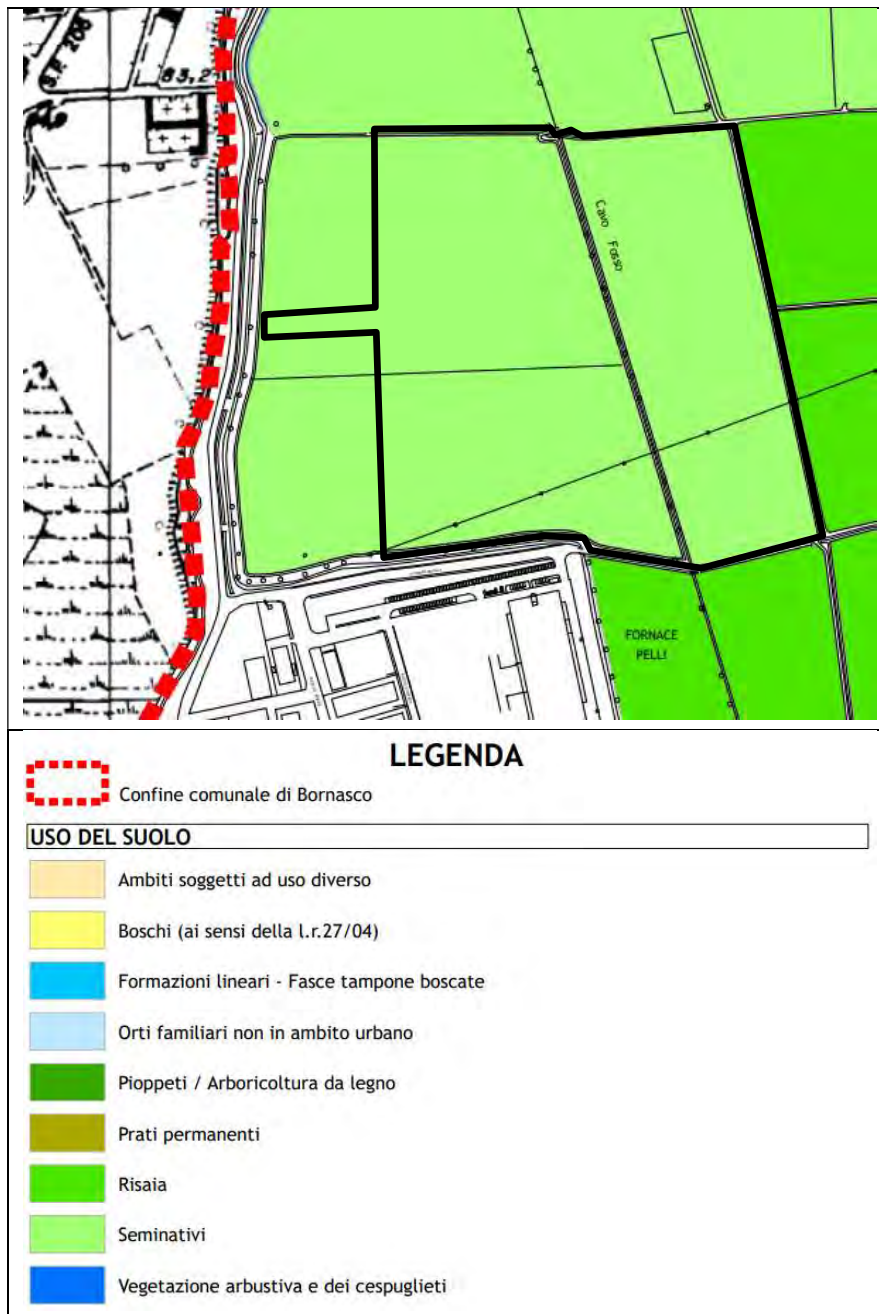 S.P. 206
83,2
Cavo Fosso
FORNACE
PELLI
LEGENDA
Confine comunale di Bornasco
USO DEL SUOLO
Ambiti soggetti ad uso diverso
Boschi (ai sensi della l.r.27/04)
Formazioni lineari - Fasce tampone boscate
Orti familiari non in ambito urbano
Pioppeti / Arboricoltura da legno
Prati permanenti
Risaia
Seminativi
Vegetazione arbustiva e dei cespuglieti